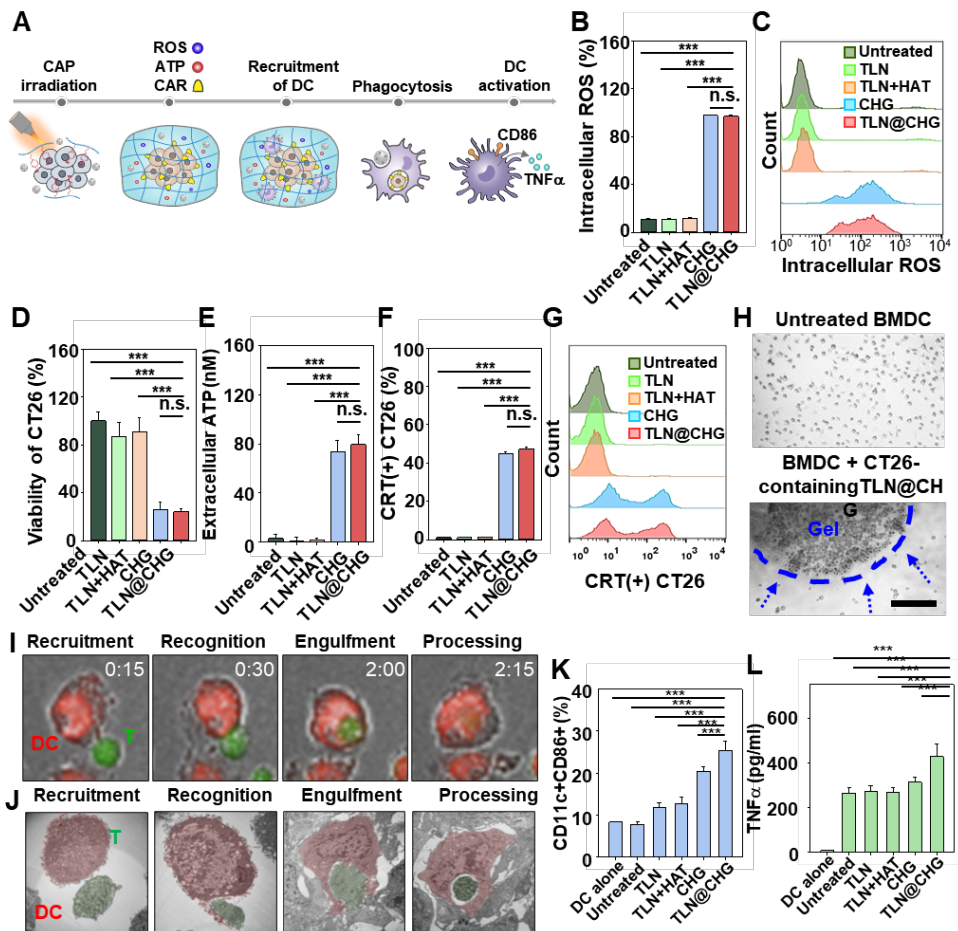 A
CAP
irradiation
ROS
ATP
CAR
Recruitment
of DC
Phagocytosis
DC
activation
CD86
TNFα
B
Intracellular ROS (%)
160
120
80
40
0
***
***
***
n.s.
Untreated
TLN
TLN+HAT
CHG
TLN@CHG
C
Count
Untreated
TLN
TLN+HAT
CHG
TLN@CHG
10⁰ 10¹ 10² 10³ 10⁴
Intracellular ROS
D
Viability of CT26 (%)
160
120
80
40
0
***
***
***
n.s.
Untreated
TLN
TLN+HAT
CHG
TLN@CHG
E
Extracellular ATP (nM)
160
120
80
40
0
***
***
***
n.s.
Untreated
TLN
TLN+HAT
CHG
TLN@CHG
F
CRT(+) CT26 (%)
100
80
60
40
20
0
***
***
***
n.s.
Untreated
TLN
TLN+HAT
CHG
TLN@CHG
G
Count
Untreated
TLN
TLN+HAT
CHG
TLN@CHG
10¹ 10² 10³ 10⁴
CRT(+) CT26
H
Untreated BMDC
BMDC + CT26-
containing TLN@CH
G
Gel
I
Recruitment
Recognition
Engulfment
Processing
0:15
0:30
2:00
2:15
DC
T
J
Recruitment
Recognition
Engulfment
Processing
T
DC
K
CD11c+CD86+ (%)
40
30
20
10
0
***
***
***
***
***
DC alone
Untreated
TLN
TLN+HAT
CHG
TLN@CHG
L
TNFα (pg/ml)
600
400
200
0
***
***
***
***
***
DC alone
Untreated
TLN
TLN+HAT
CHG
TLN@CHG